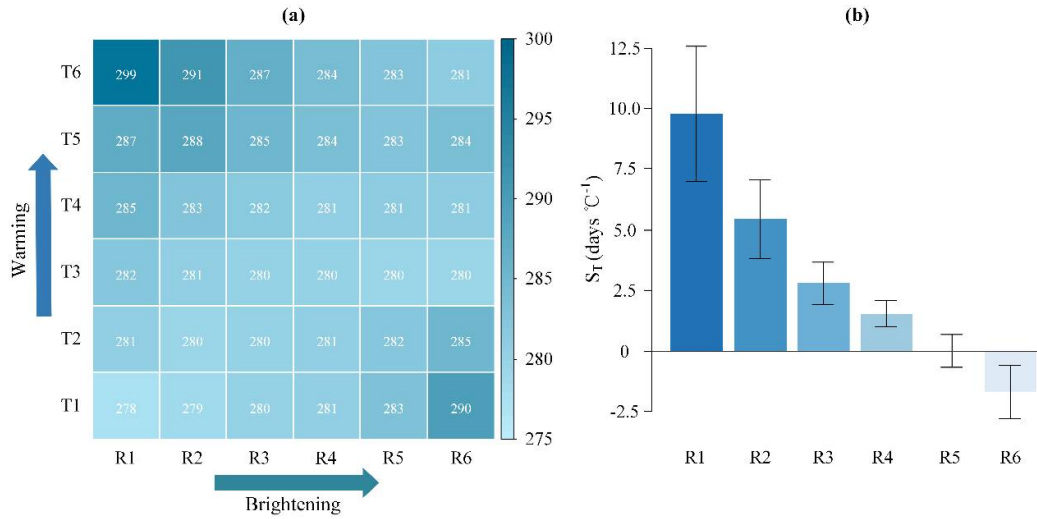 (a)
T6 299 291 287 284 283 281
T5 287 288 285 284 283 284
T4 285 283 282 281 281 281
T3 282 281 280 280 280 280
T2 281 280 280 281 282 285
T1 278 279 280 281 283 290
R1 R2 R3 R4 R5 R6
Warming
Brightening
300
295
290
285
280
275
(b)
12.5
10.0
7.5
5.0
2.5
0
-2.5
S_T (days ℃⁻¹)
R1 R2 R3 R4 R5 R6